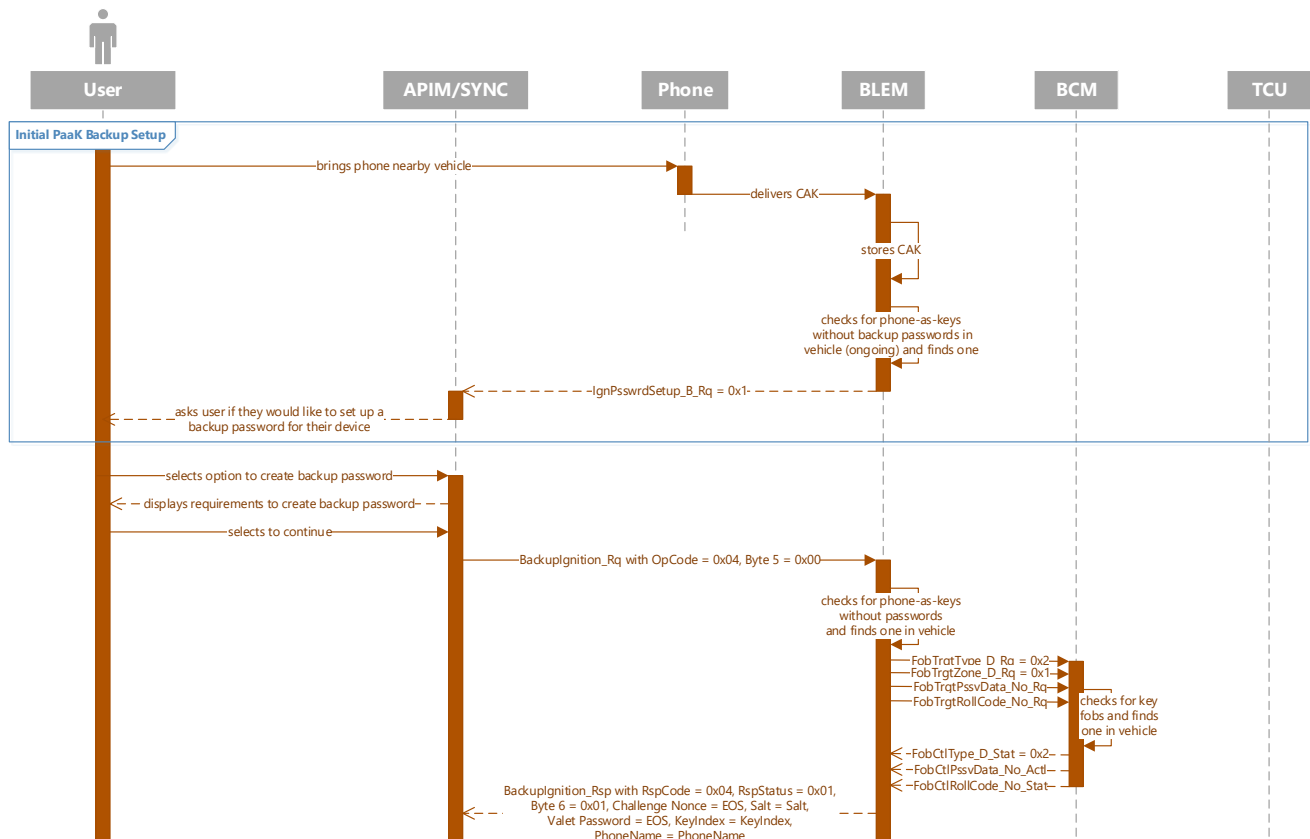 User
APIM/SYNC
Phone
BLEM
BCM
TCU
Initial PaaK Backup Setup
brings phone nearby vehicle
delivers CAK
stores CAK
checks for phone-as-keys
without backup passwords in
vehicle (ongoing) and finds one
IgnPsswrdSetup_B_Rq = 0x1
asks user if they would like to set up a
backup password for their device
selects option to create backup password
displays requirements to create backup password
selects to continue
BackupIgnition_Rq with OpCode = 0x04, Byte 5 = 0x00
checks for phone-as-keys
without passwords
and finds one in vehicle
FobTrgtType_D_Rq = 0x2
FobTrgtZone_D_Rq = 0x1
FobTrgtPssvData_No_Rq
FobTrgtRollCode_No_Rq
checks for key
fobs and finds
one in vehicle
FobCtlType_D_Stat = 0x2
FobCtlPssvData_No_Actl
FobCtlRollCode_No_Stat
BackupIgnition_Rsp with RspCode = 0x04, RspStatus = 0x01,
Byte 6 = 0x01, Challenge Nonce = EOS, Salt = Salt,
Valet Password = EOS, KeyIndex = KeyIndex,
PhoneName = PhoneName